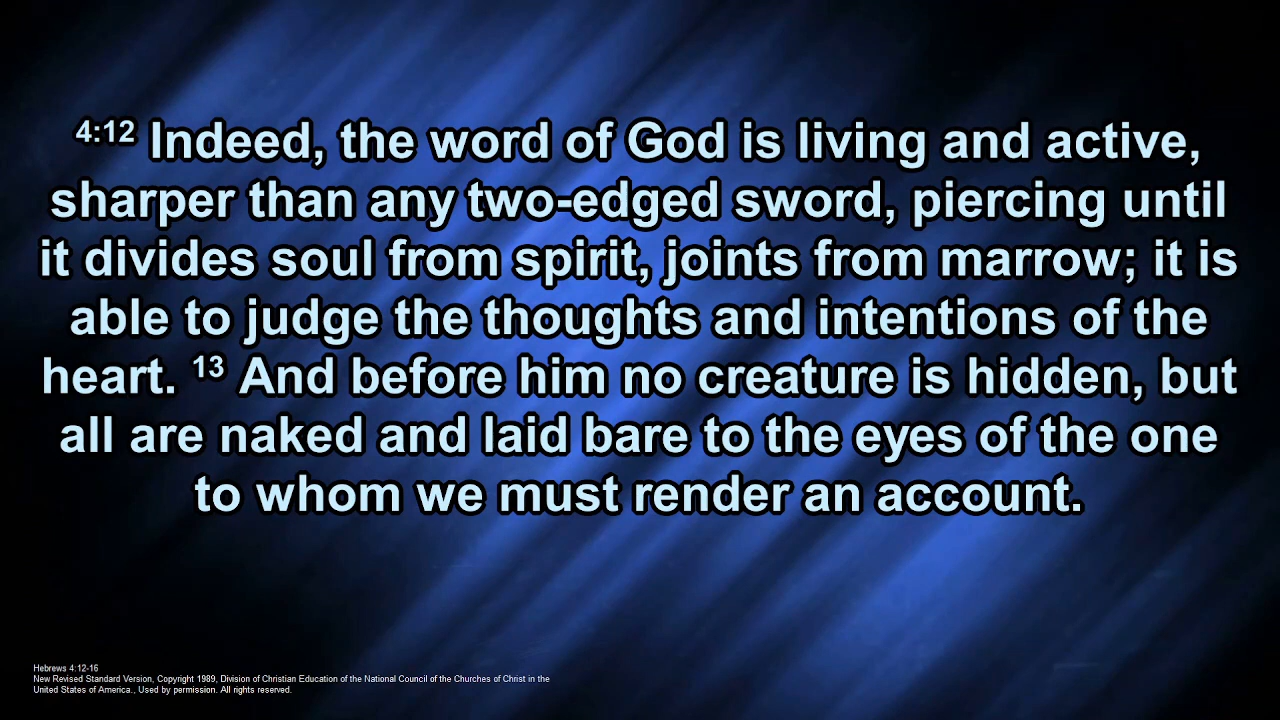 4:12 Indeed, the word of God is living and active,
sharper than any two-edged sword, piercing until
it divides soul from spirit, joints from marrow; it is
able to judge the thoughts and intentions of the
heart. 13 And before him no creature is hidden, but
all are naked and laid bare to the eyes of the one
to whom we must render an account.
Hebrews 4:12-16
New Revised Standard Version, Copyright 1989, Division of Christian Education of the National Council of the Churches of Christ in the
United States of America., Used by permission. All rights reserved.